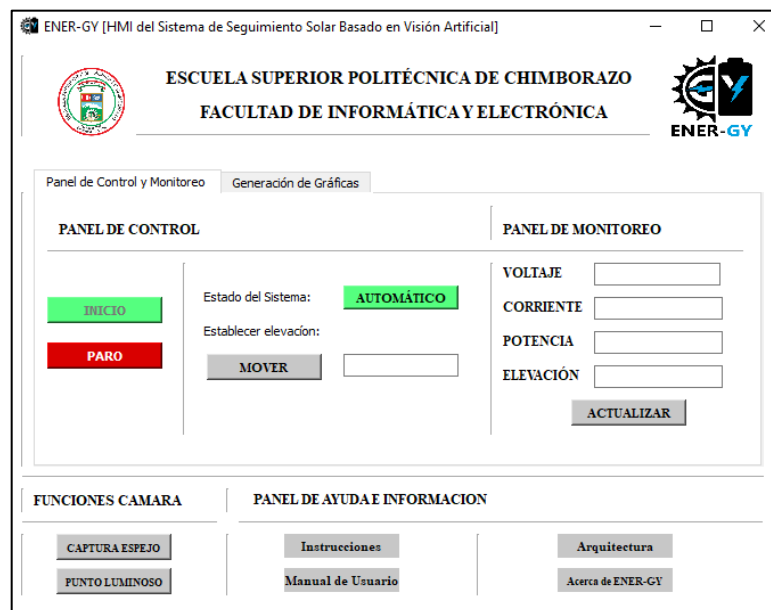 ENER-GY [HMI del Sistema de Seguimiento Solar Basado en Visión Artificial]
ESCUELA SUPERIOR POLITÉCNICA DE CHIMBORAZO
FACULTAD DE INFORMÁTICA Y ELECTRÓNICA
GY
ENER-GY
Panel de Control y Monitoreo
Generación de Gráficas
PANEL DE CONTROL
INICIO
PARO
Estado del Sistema:
AUTOMÁTICO
Establecer elevacíon:
MOVER
PANEL DE MONITOREO
VOLTAJE
CORRIENTE
POTENCIA
ELEVACIÓN
ACTUALIZAR
FUNCIONES CAMARA
CAPTURA ESPEJO
PUNTO LUMINOSO
PANEL DE AYUDA E INFORMACION
Instrucciones
Arquitectura
Manual de Usuario
Acerca de ENER-GY